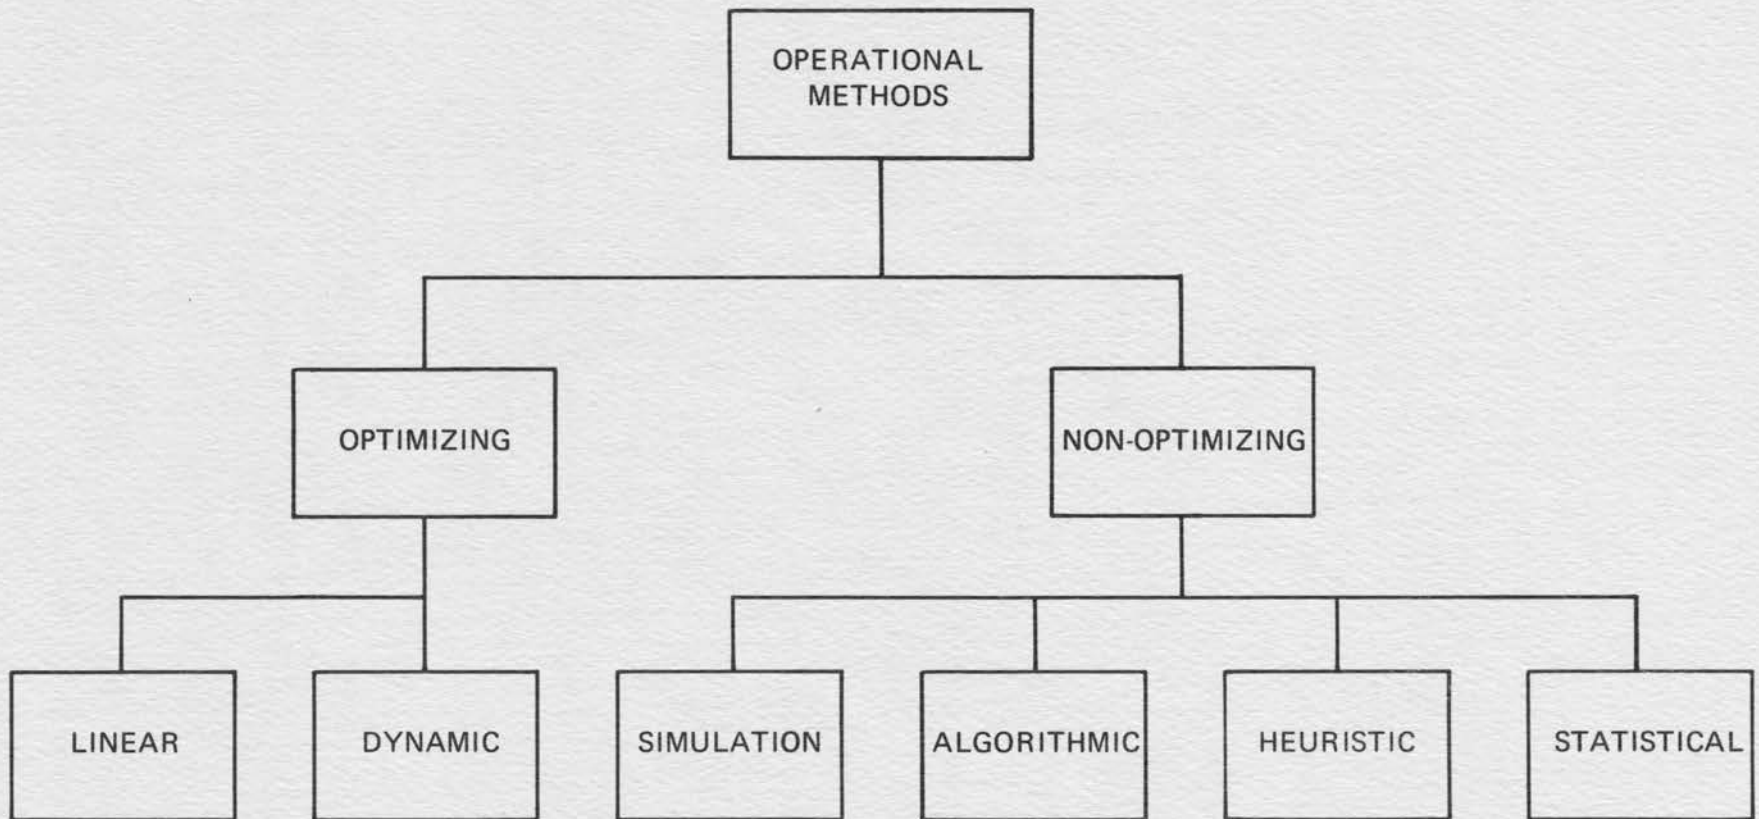 OPERATIONAL
METHODS
OPTIMIZING
NON-OPTIMIZING
LINEAR
DYNAMIC
SIMULATION
ALGORITHMIC
HEURISTIC
STATISTICAL